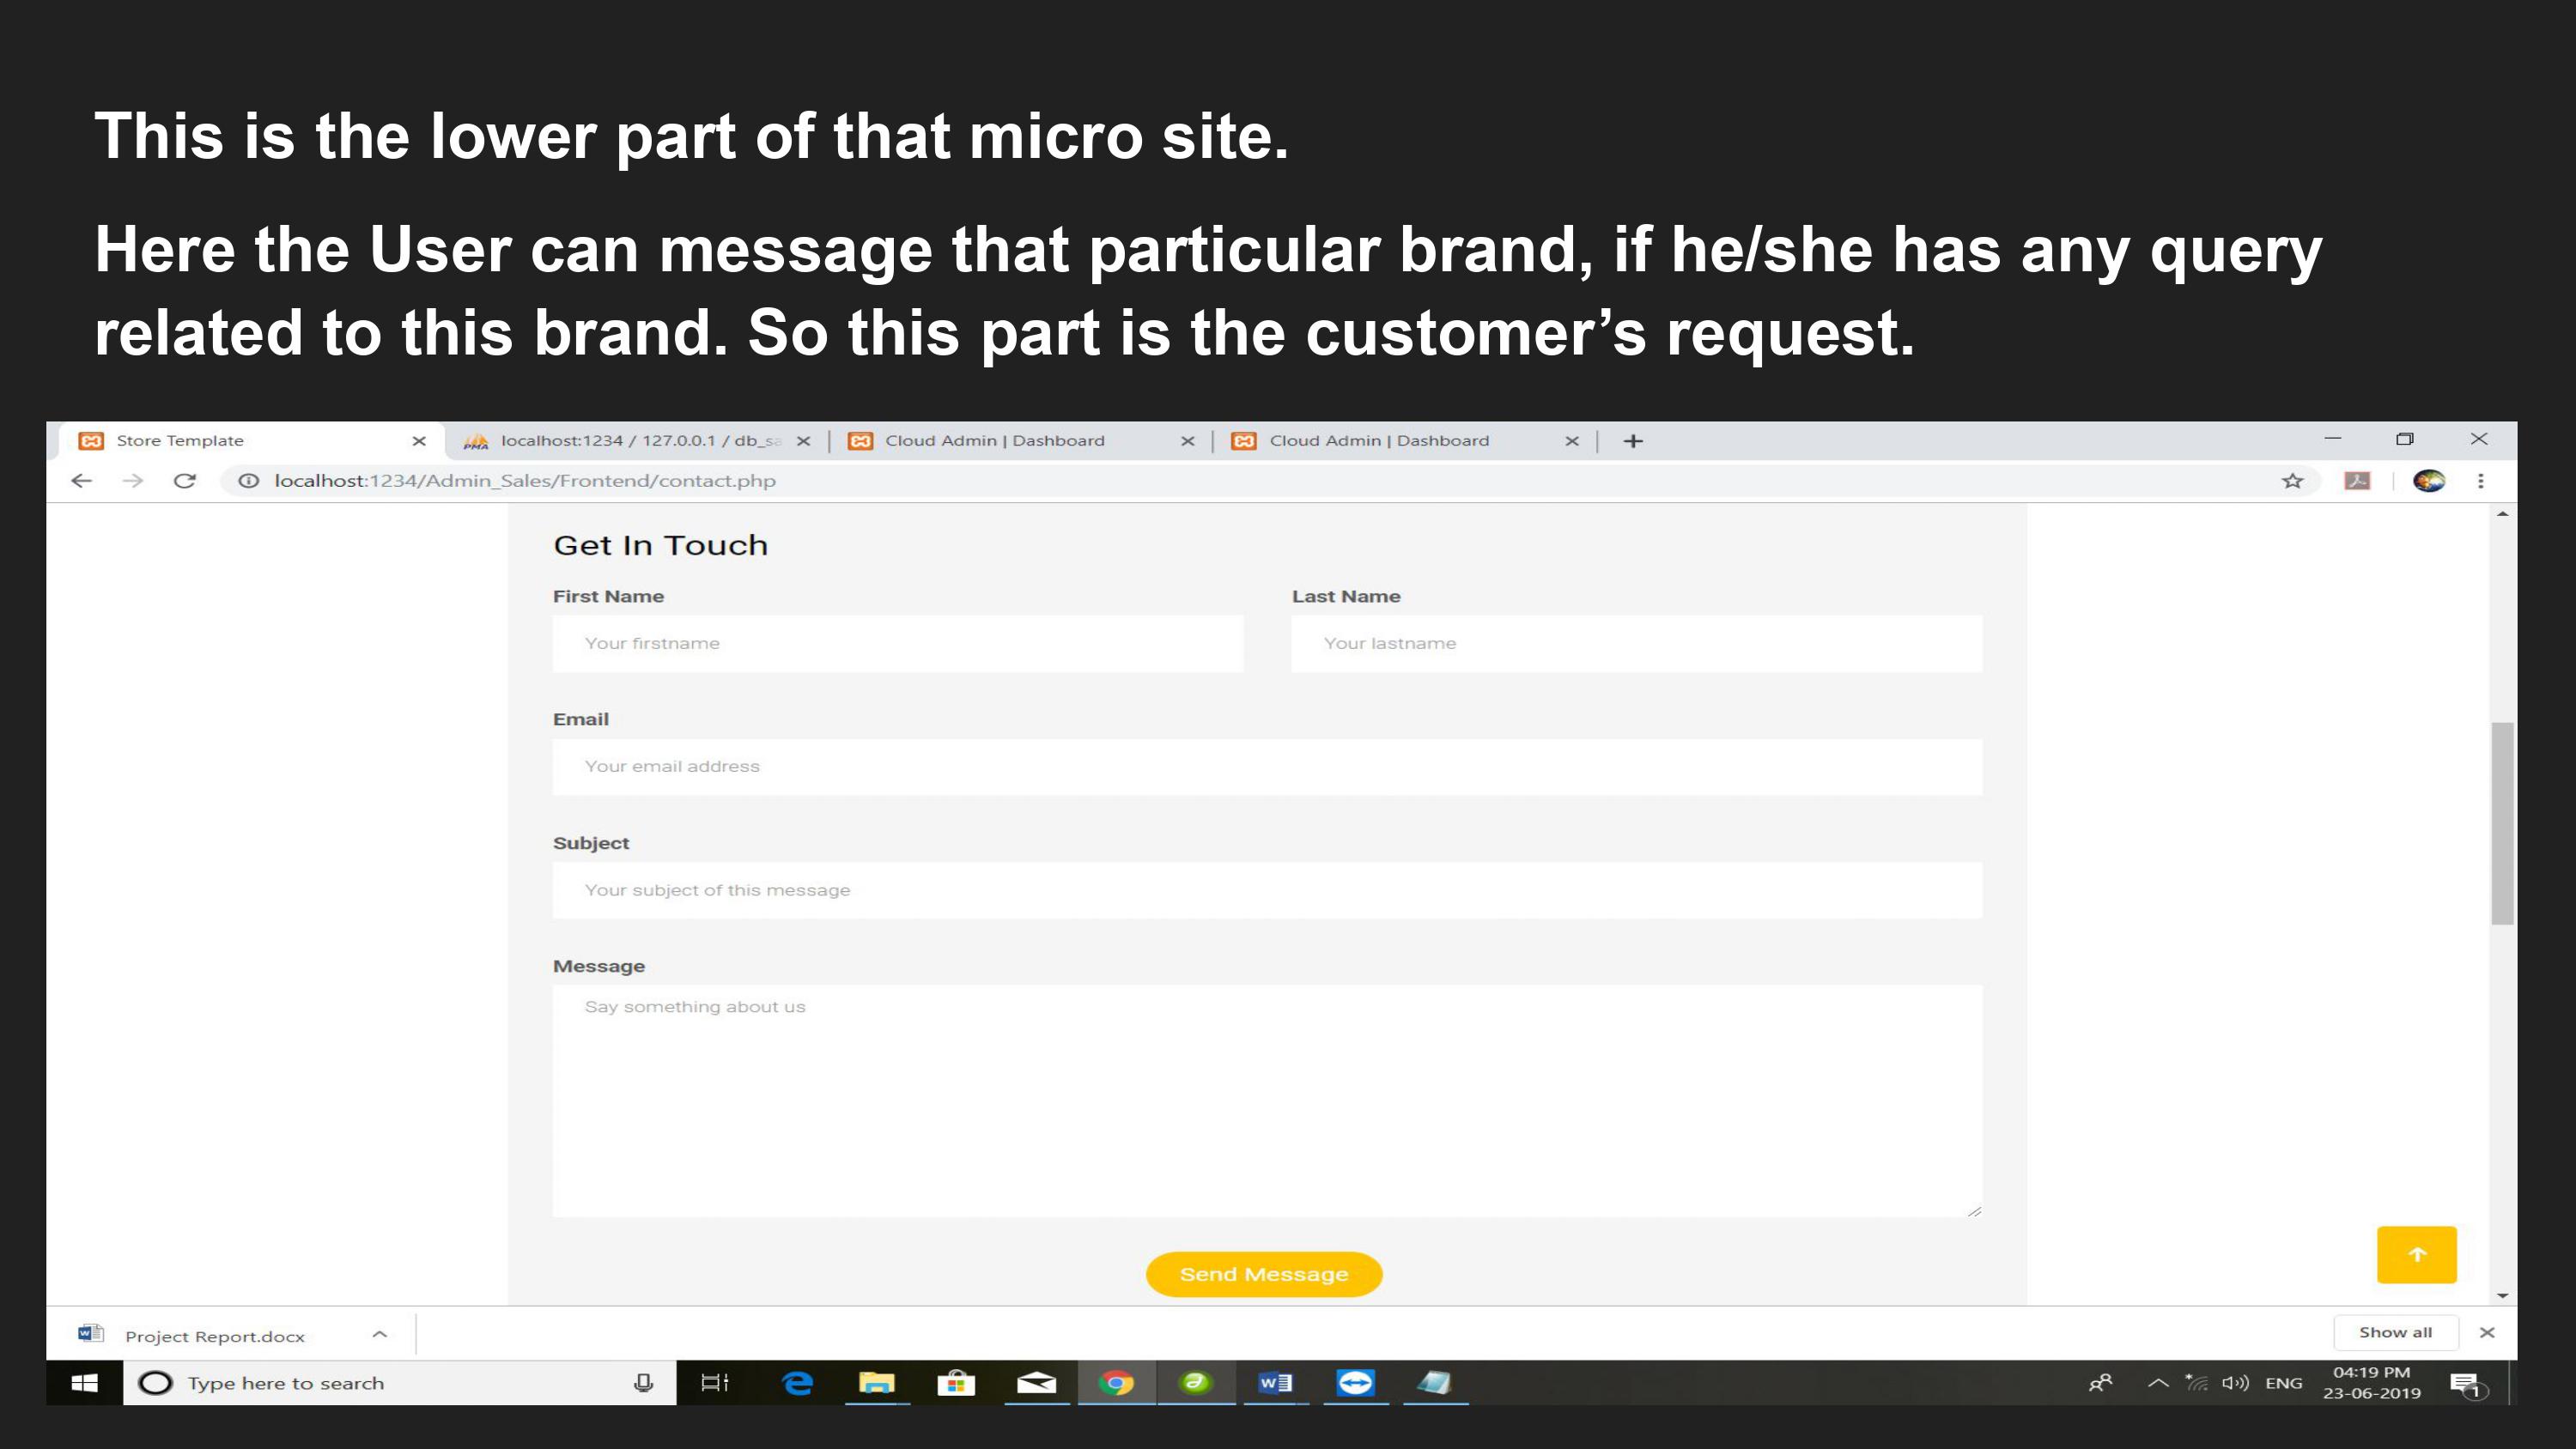 This is the lower part of that micro site.
Here the User can message that particular brand, if he/she has any query
related to this brand. So this part is the customer’s request.
Store Template
localhost:1234 / 127.0.0.1 / db_sa
Cloud Admin | Dashboard
Cloud Admin | Dashboard
localhost:1234/Admin_Sales/Frontend/contact.php
Get In Touch
First Name
Last Name
Your firstname
Your lastname
Email
Your email address
Subject
Your subject of this message
Message
Say something about us
Send Message
Project Report.docx
Show all
Type here to search
ENG
04:19 PM
23-06-2019
1